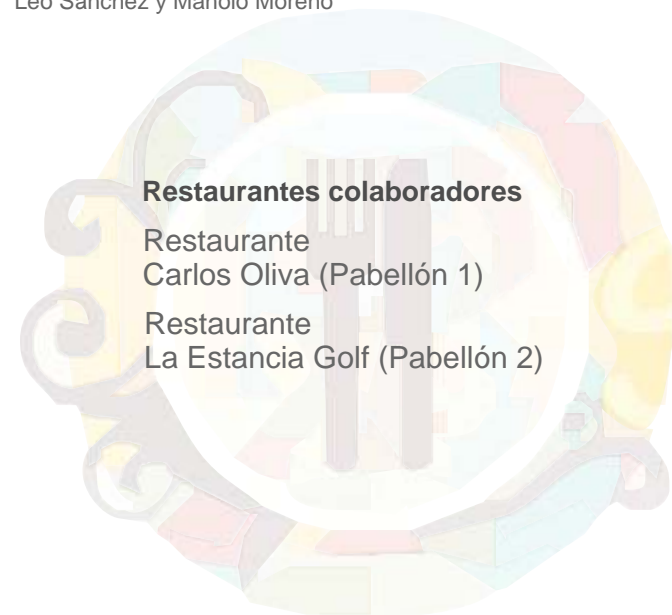 Leo Sánchez y Manolo Moreno
Restaurantes colaboradores
Restaurante
Carlos Oliva (Pabellón 1)
Restaurante
La Estancia Golf (Pabellón 2)